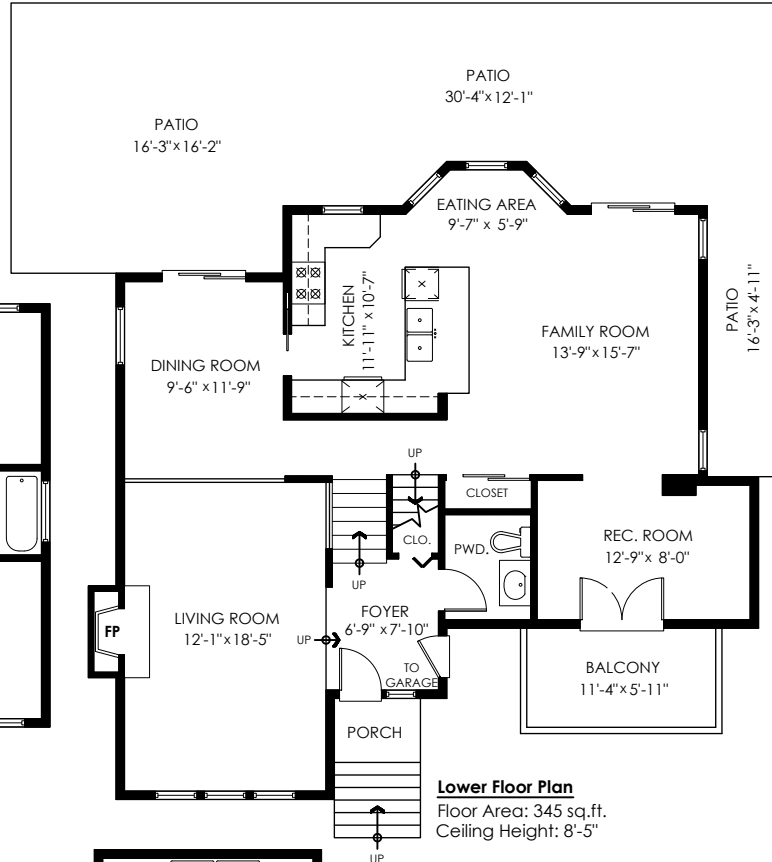 PATIO
30'-4"x12'-1"
PATIO
16'-3"x16'-2"
EATING AREA
9'-7" x 5'-9"
KITCHEN
11'-11" x10'-7"
PATIO
16'-3"x 4'-11"
FAMILY ROOM
13'-9"x15'-7"
DINING ROOM
9'-6" x11'-9"
UP
CLOSET
CLO.
PWD.
REC. ROOM
12'-9"x 8'-0"
UP
FP
LIVING ROOM
12'-1"x18'-5"
UP
FOYER
6'-9" x7'-10"
TO
GARAGE
BALCONY
11'-4"x5'-11"
PORCH
Lower Floor Plan
Floor Area: 345 sq.ft.
Ceiling Height: 8'-5"
UP